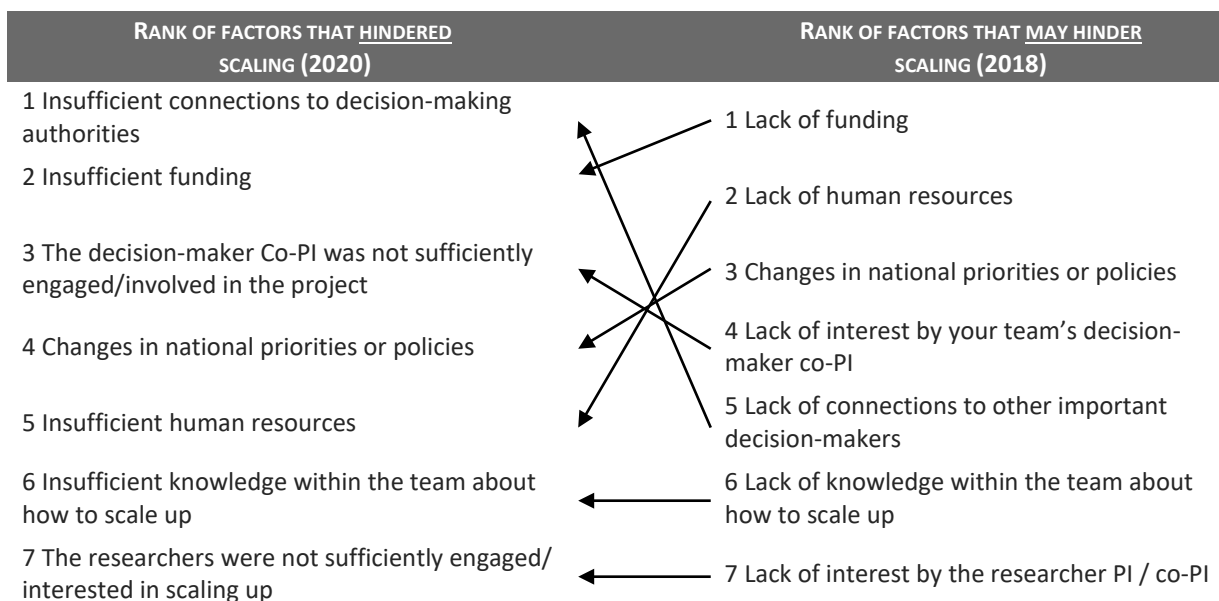 RANK OF FACTORS THAT HINDERED
SCALING (2020)
RANK OF FACTORS THAT MAY HINDER
SCALING (2018)
1 Insufficient connections to decision-making
authorities
2 Insufficient funding
3 The decision-maker Co-PI was not sufficiently
engaged/involved in the project
4 Changes in national priorities or policies
5 Insufficient human resources
6 Insufficient knowledge within the team about
how to scale up
7 The researchers were not sufficiently engaged/
interested in scaling up
1 Lack of funding
2 Lack of human resources
3 Changes in national priorities or policies
4 Lack of interest by your team’s decision-
maker co-PI
5 Lack of connections to other important
decision-makers
6 Lack of knowledge within the team about
how to scale up
7 Lack of interest by the researcher PI / co-PI